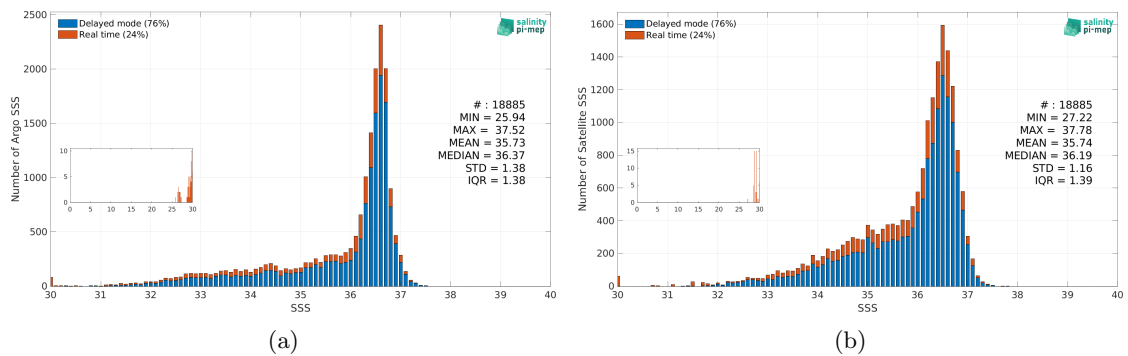 Delayed mode (76%)
Real time (24%)
salinity
pi-mep
# : 18885
MIN = 25.94
MAX = 37.52
MEAN = 35.73
MEDIAN = 36.37
STD = 1.38
IQR = 1.38
Number of Argo SSS
2500
2000
1500
1000
500
0
10
5
0
0 5 10 15 20 25 30
30 31 32 33 34 35 36 37 38 39 40
SSS
(a)
Delayed mode (76%)
Real time (24%)
salinity
pi-mep
# : 18885
MIN = 27.22
MAX = 37.78
MEAN = 35.74
MEDIAN = 36.19
STD = 1.16
IQR = 1.39
Number of Satellite SSS
1600
1400
1200
1000
800
600
400
200
0
15
10
5
0
0 5 10 15 20 25 30
30 31 32 33 34 35 36 37 38 39 40
SSS
(b)